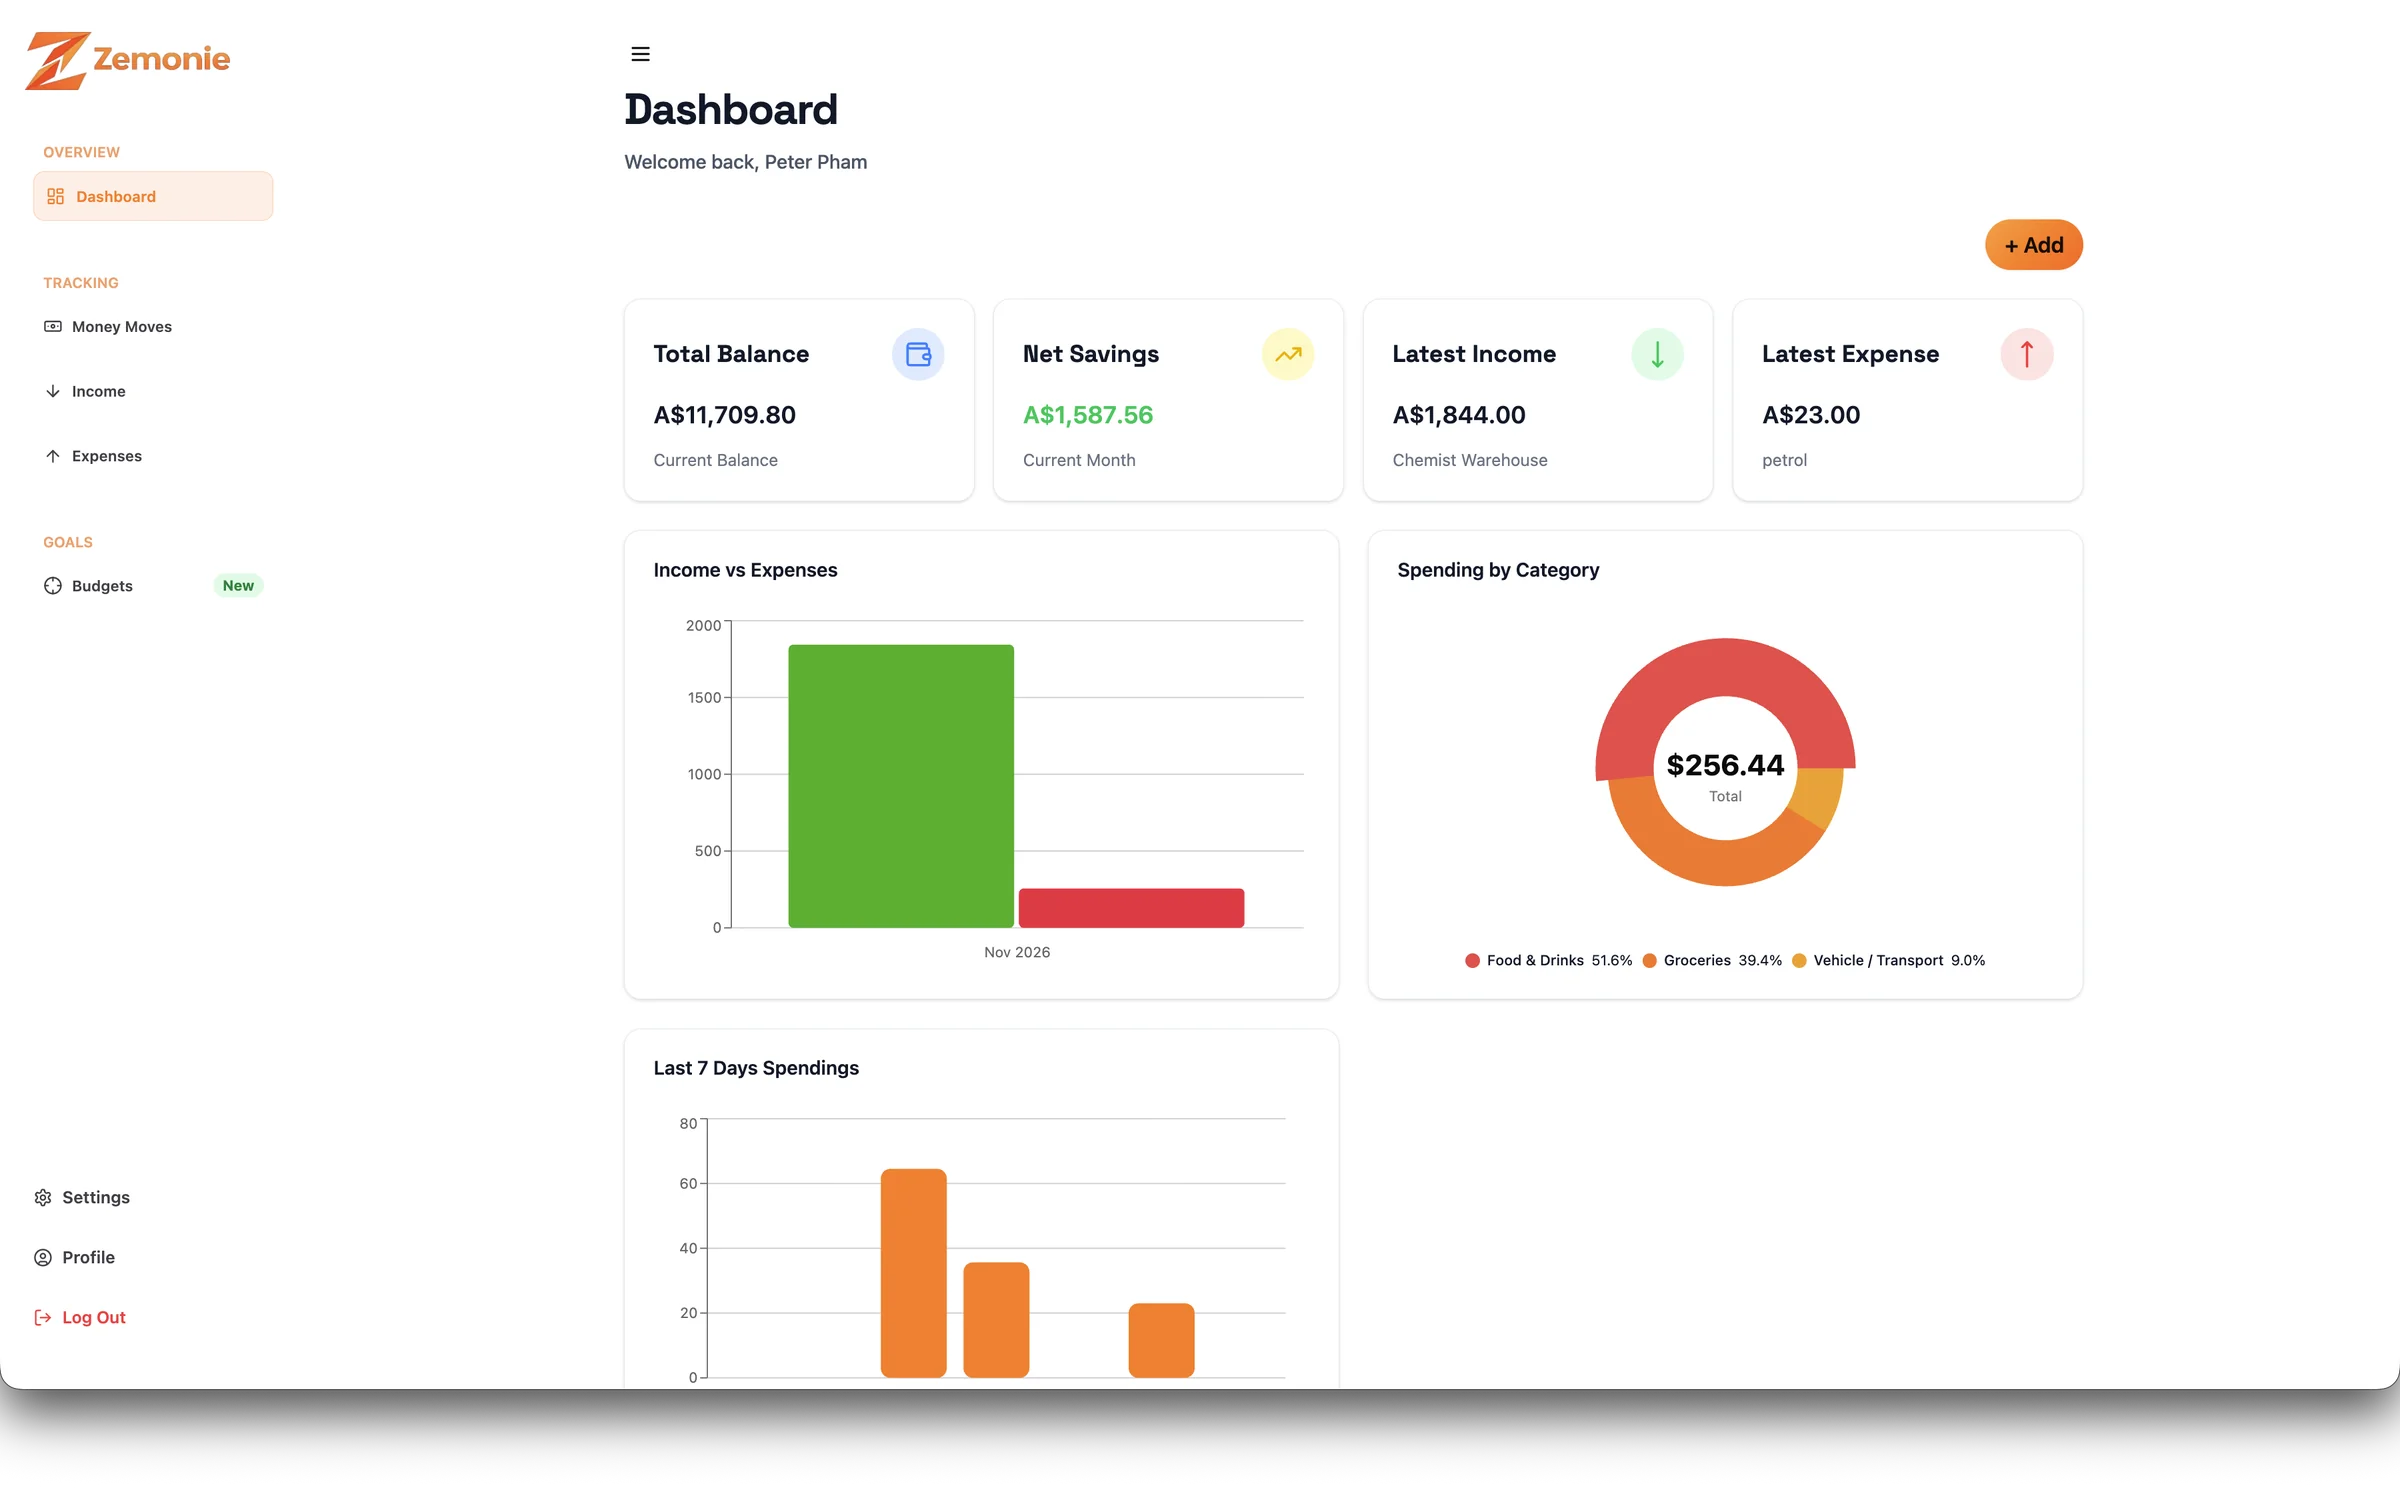 Zemonie
OVERVIEW
Dashboard
TRACKING
Money Moves
Income
Expenses
GOALS
Budgets New
Settings
Profile
Log Out
Dashboard
Welcome back, Peter Pham
+ Add
Total Balance
A$11,709.80
Current Balance
Net Savings
A$1,587.56
Current Month
Latest Income
A$1,844.00
Chemist Warehouse
Latest Expense
A$23.00
petrol
Income vs Expenses
2000
1500
1000
500
0
Nov 2026
Spending by Category
$256.44
Total
Food & Drinks 51.6% Groceries 39.4% Vehicle / Transport 9.0%
Last 7 Days Spendings
80
60
40
20
0